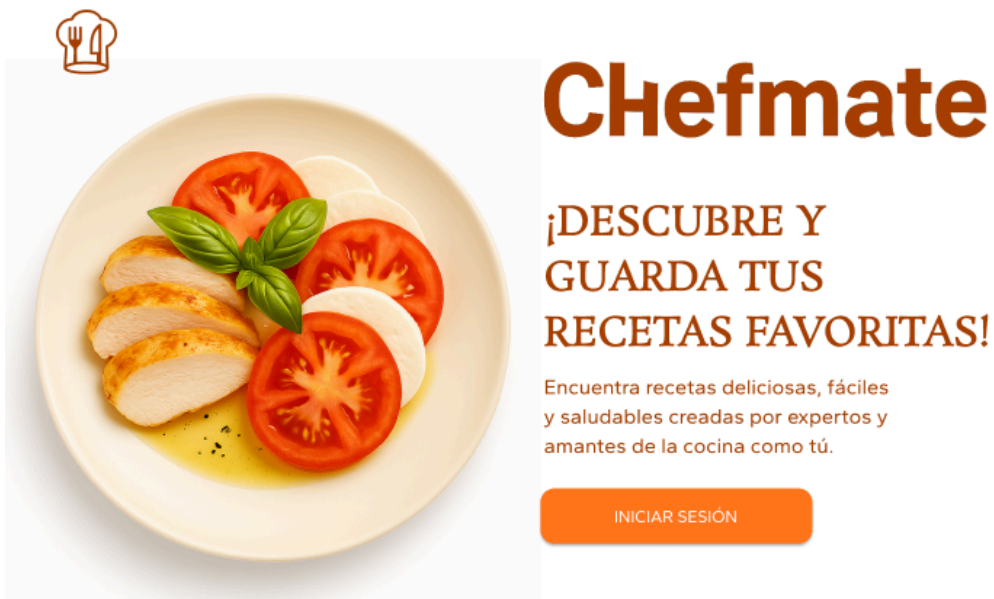 CHefmate
¡DESCUBRE Y
GUARDA TUS
RECETAS FAVORITAS!
Encuentra recetas deliciosas, fáciles
y saludables creadas por expertos y
amantes de la cocina como tú.
INICIAR SESIÓN